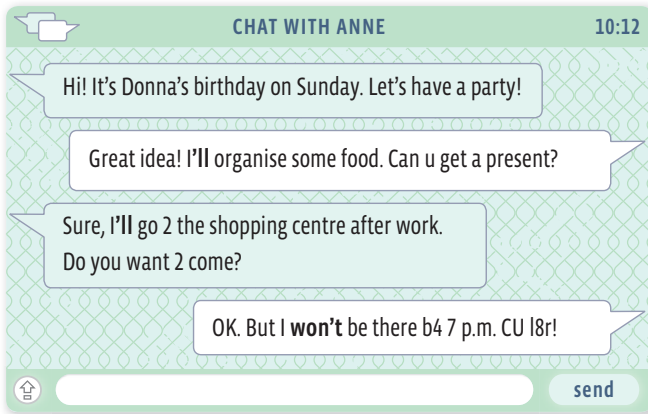 CHAT WITH ANNE 10:12
Hi! It's Donna's birthday on Sunday. Let's have a party!
Great idea! I'll organise some food. Can u get a present?
Sure, I'll go 2 the shopping centre after work.
Do you want 2 come?
OK. But I won't be there b4 7 p.m. CU l8r!
send